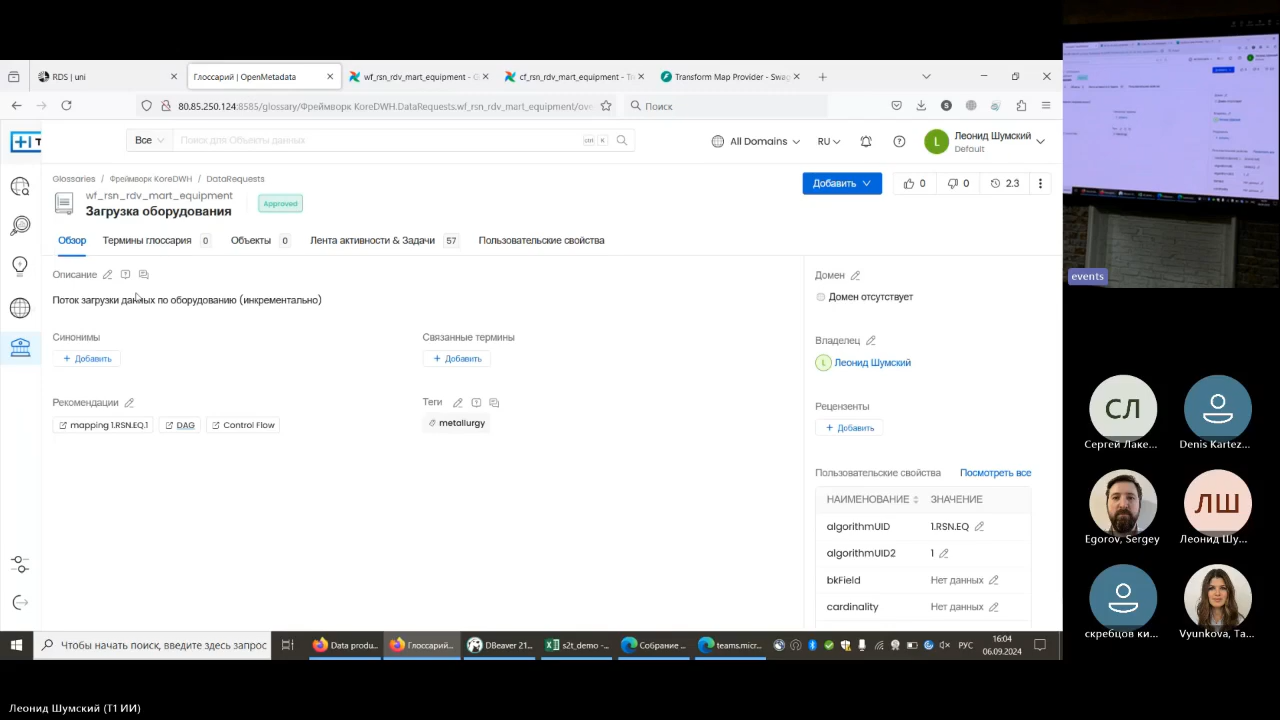 RDS | uni
Глоссарий | OpenMetadata
wf_rsn_rdv_mart_equipment - 
cf_rsn_rdv_mart_equipment - T
Transform Map Provider - Swag
80.85.250.124:8585/glossary/Фреймворк KoreDWH.DataRequests.wf_rsn_rdv_mart_equipment/ove
Поиск
Все
Поиск для Объекты данных
ctrl K
All Domains
RU
L
Леонид Шумский
Default
Glossaries / Фреймворк KoreDWH / DataRequests
wf_rsn_rdv_mart_equipment
Загрузка оборудования
Approved
Добавить
0
0
2.3
Обзор
Термины глоссария 0
Объекты 0
Лента активности & Задачи 57
Пользовательские свойства
Описание
Поток загрузки данных по оборудованию (инкрементально)
Синонимы
+ Добавить
Связанные термины
+ Добавить
Рекомендации
mapping 1.RSN.EQ.1
DAG
Control Flow
Теги
metallurgy
Домен
Домен отсутствует
Владелец
L Леонид Шумский
Рецензенты
+ Добавить
Пользовательские свойства Посмотреть все
НАИМЕНОВАНИЕ ЗНАЧЕНИЕ
algorithmUID 1.RSN.EQ
algorithmUID2 1
bkField Нет данных
cardinality Нет данных
Чтобы начать поиск, введите здесь запрос
Data produ...
Глоссарий...
DBeaver 21...
s2t_demo -...
Собрание ...
teams.micr...
РУС
16:04
06.09.2024
events
СЛ
Сергей Лаке...
Denis Kartez...
Egorov, Sergey
ЛШ
Леонид Шу...
скребцов ки...
Vyunkova, Ta...
Леонид Шумский (Т1 ИИ)